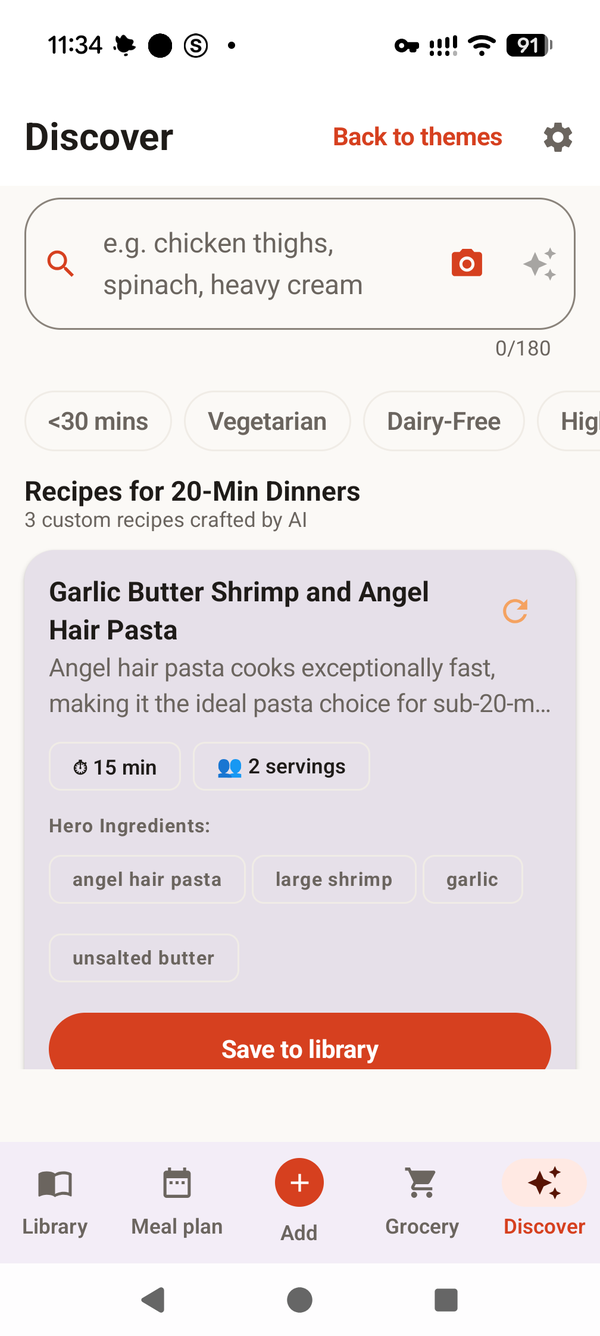 11:34
91
Discover
Back to themes
e.g. chicken thighs,
spinach, heavy cream
0/180
<30 mins
Vegetarian
Dairy-Free
Recipes for 20-Min Dinners
3 custom recipes crafted by AI
Garlic Butter Shrimp and Angel
Hair Pasta
Angel hair pasta cooks exceptionally fast,
making it the ideal pasta choice for sub-20-m...
⏱ 15 min
👥 2 servings
Hero Ingredients:
angel hair pasta
large shrimp
garlic
unsalted butter
Save to library
Library
Meal plan
Add
Grocery
Discover